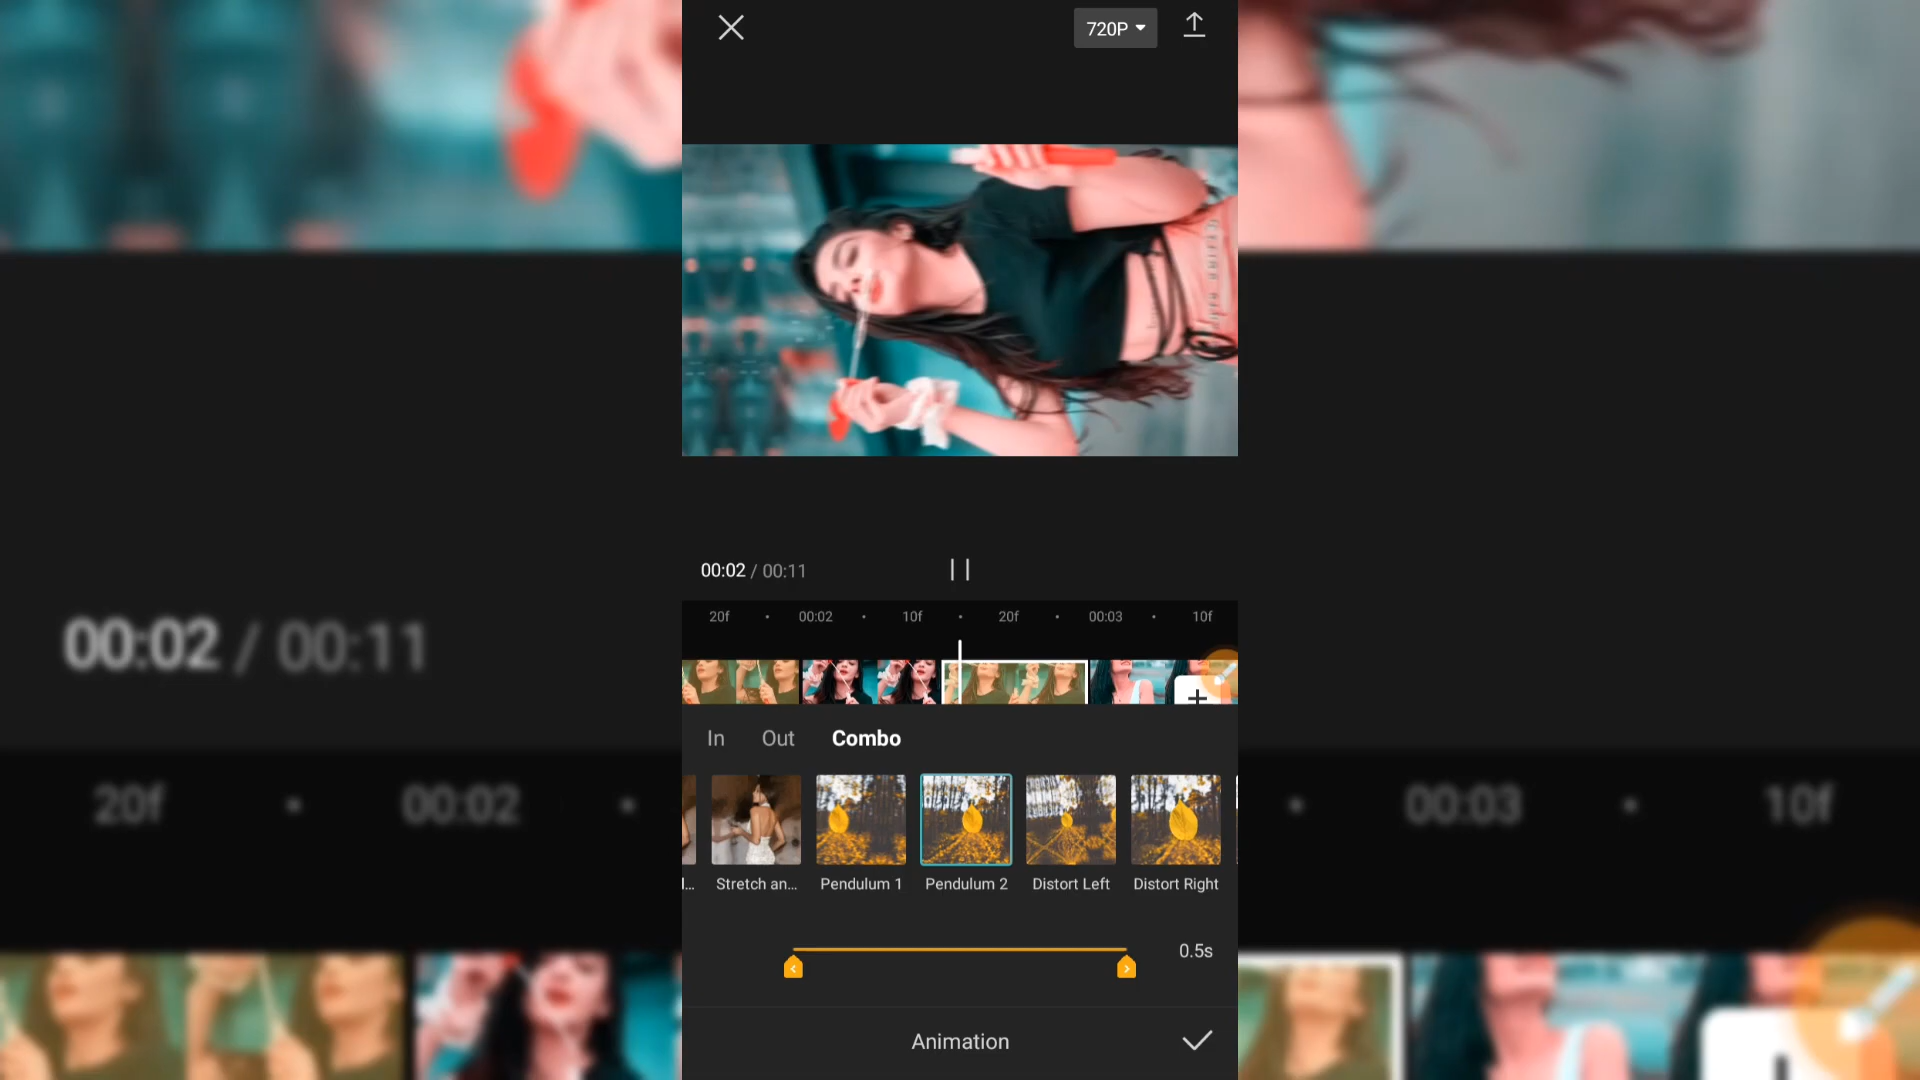 720P
00:02 / 00:11
20f 00:02 10f 20f 00:03 10f
In Out Combo
Stretch an... Pendulum 1 Pendulum 2 Distort Left Distort Right
0.5s
Animation
00:02 / 00:11
20f 00:02 00:03 10f